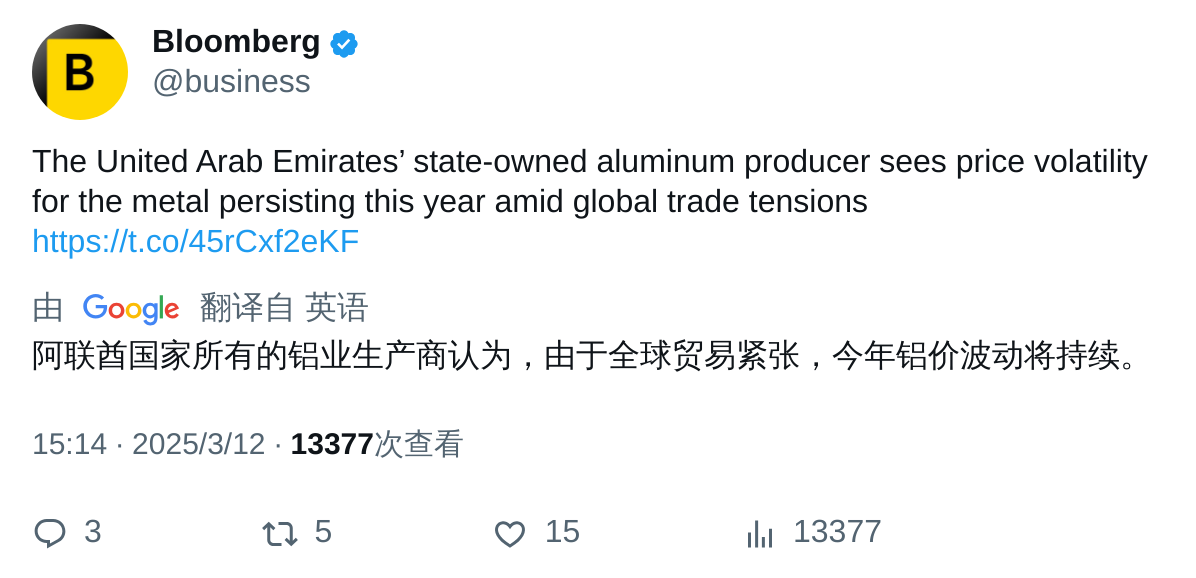 B
Bloomberg
@business
The United Arab Emirates’ state-owned aluminum producer sees price volatility
for the metal persisting this year amid global trade tensions
https://t.co/45rCxf2eKF
由 Google 翻译自 英语
阿联酋国家所有的铝业生产商认为，由于全球贸易紧张，今年铝价波动将持续。
15:14 · 2025/3/12 · 13377次查看
3 5 15 13377